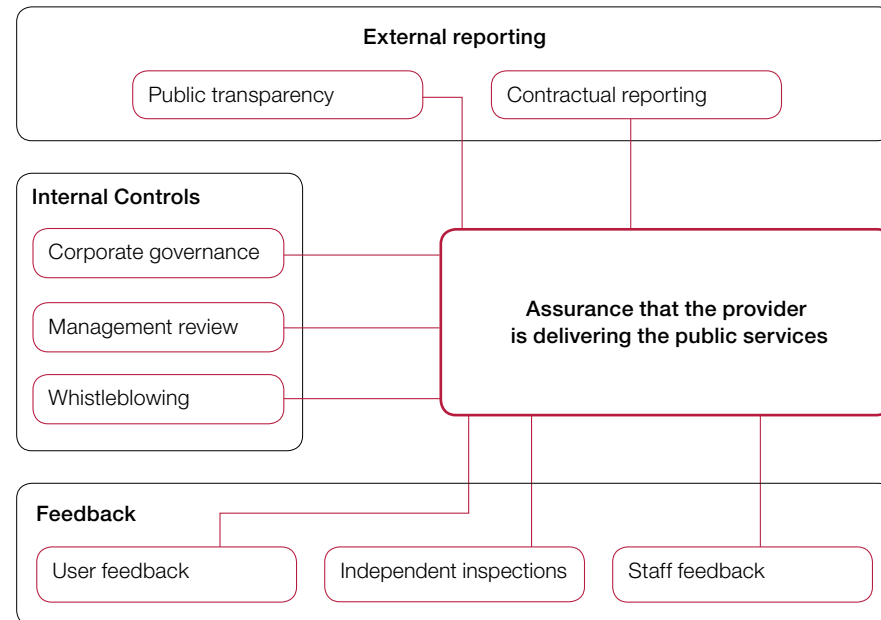 External reporting
Public transparency
Contractual reporting
Internal Controls
Corporate governance
Management review
Whistleblowing
Assurance that the provider
is delivering the public services
Feedback
User feedback
Independent inspections
Staff feedback